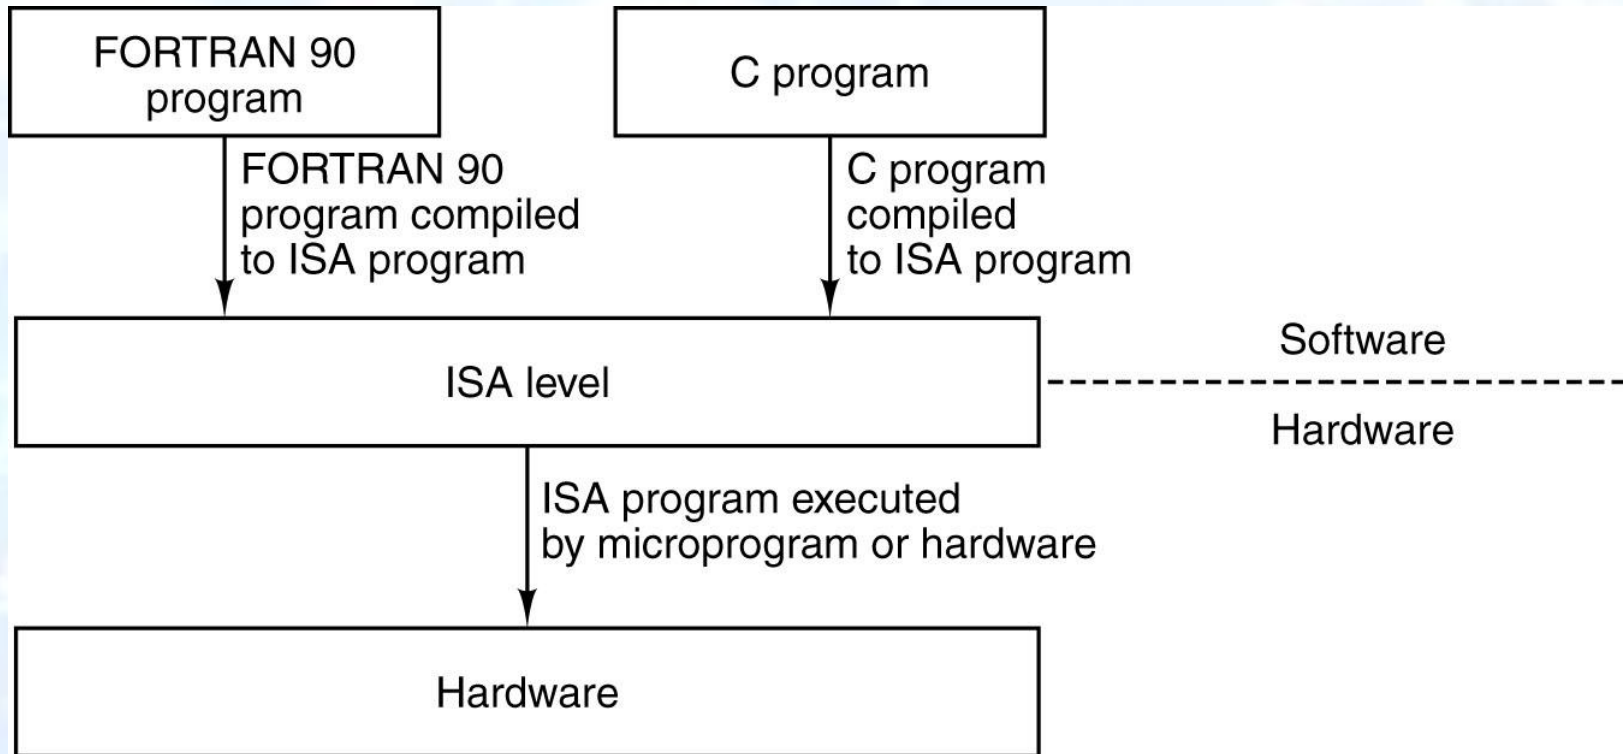 FORTRAN 90
program
C program
FORTRAN 90
program compiled
to ISA program
C program
compiled
to ISA program
ISA level
Software
Hardware
ISA program executed
by microprogram or hardware
Hardware